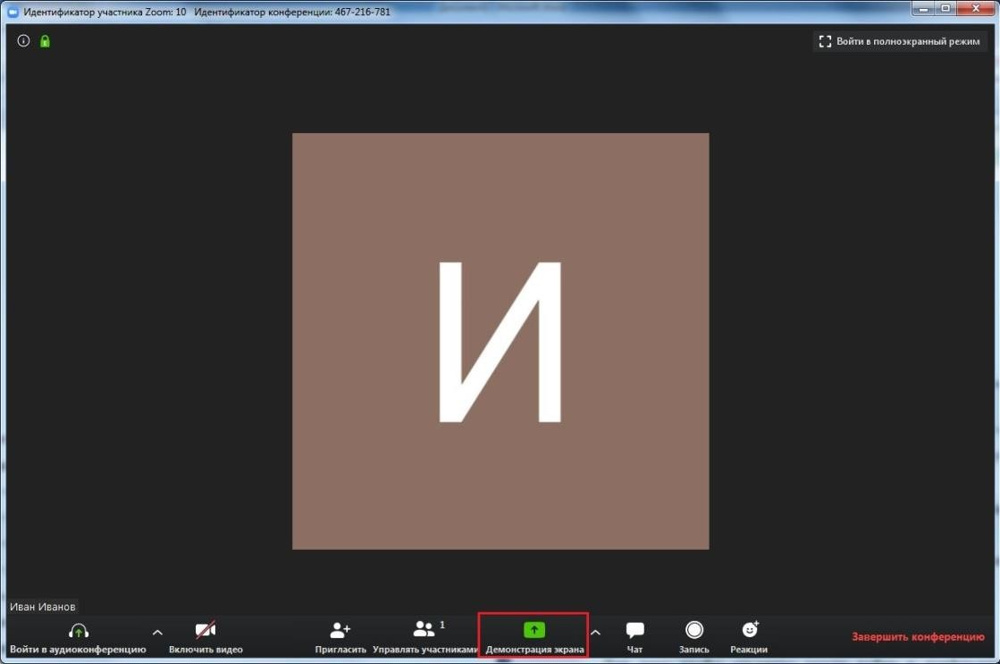 Идентификатор участника Zoom: 10 Идентификатор конференции: 467-216-781
Войти в полноэкранный режим
И
Иван Иванов
1
Войти в аудиоконференцию Включить видео Пригласить Управлять участниками Демонстрация экрана Чат Запись Реакции Завершить конференцию